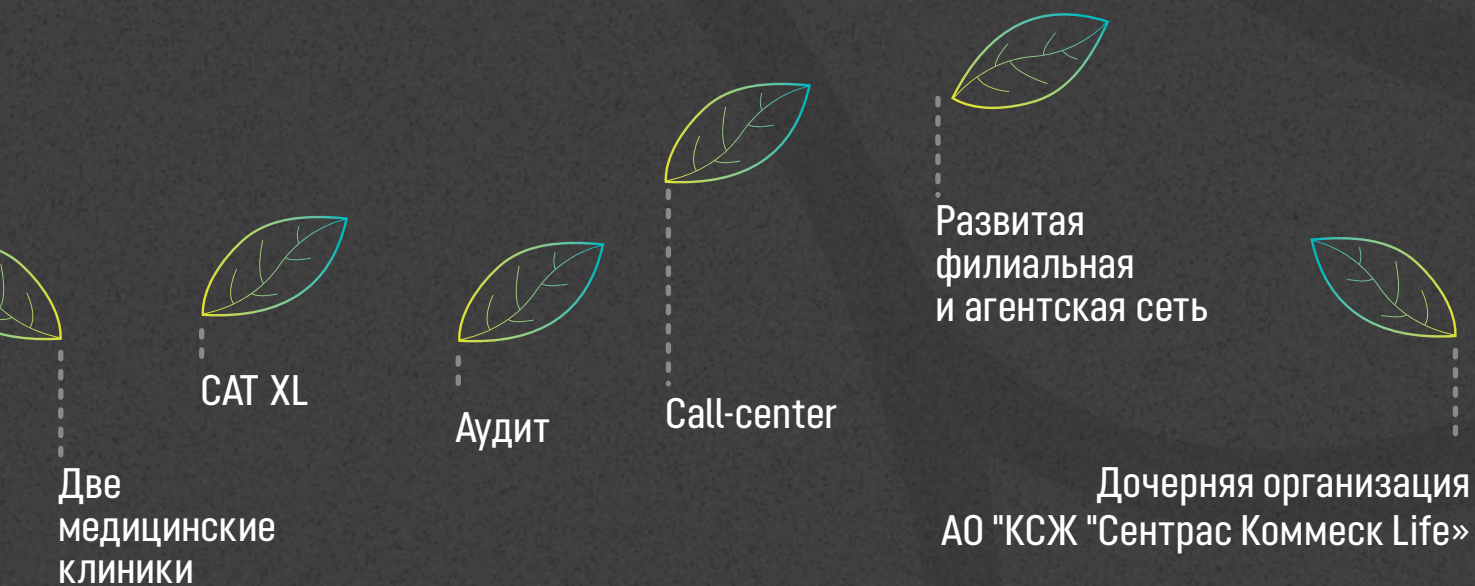 Две
медицинские
клиники
CAT XL
Аудит
Call-center
Развитая
филиальная
и агентская сеть
Дочерняя организация
АО "КСЖ "Сентрас Коммеск Life»